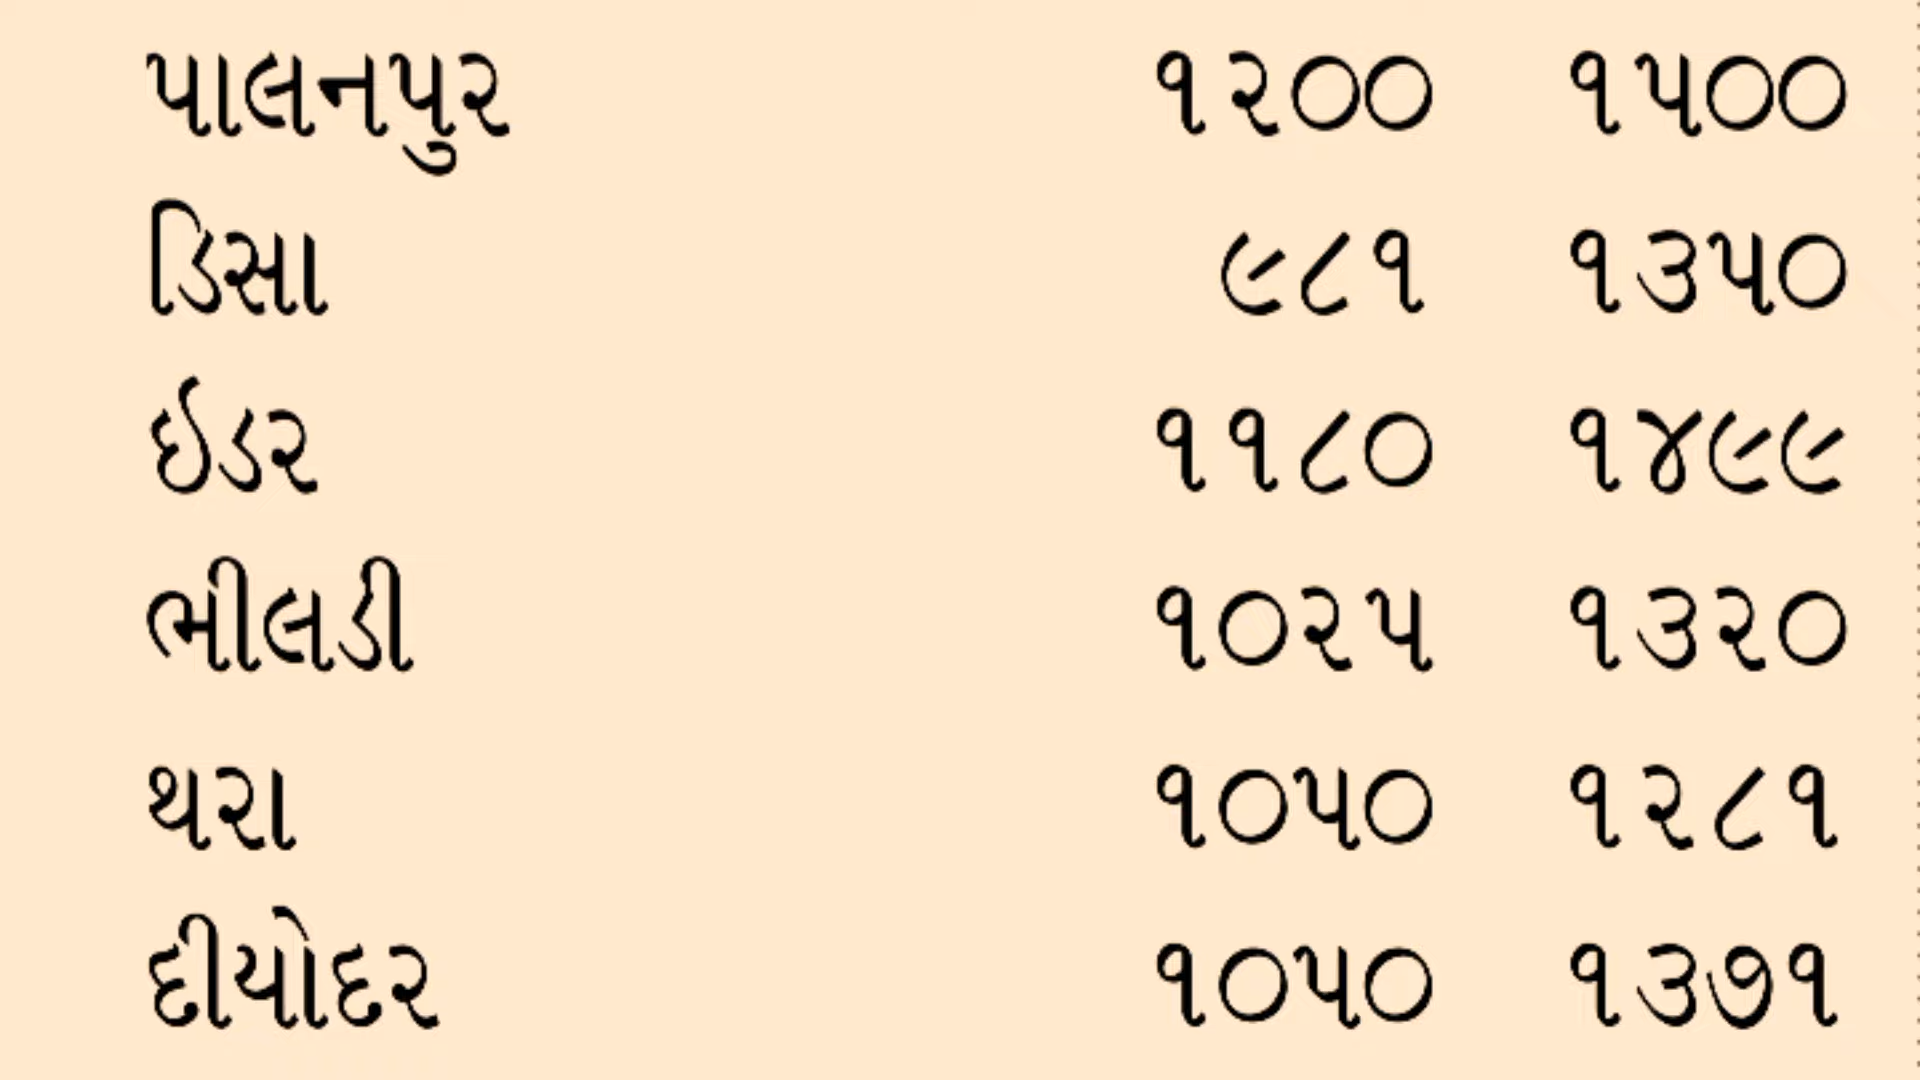 પાલનપુર ૧૨૦૦ ૧૫૦૦
ડિસા ૯૮૧ ૧૩૫૦
ઈડર ૧૧૮૦ ૧૪૯૯
ભીલડી ૧૦૨૫ ૧૩૨૦
થરા ૧૦૫૦ ૧૨૮૧
દીયોદર ૧૦૫૦ ૧૩૭૧